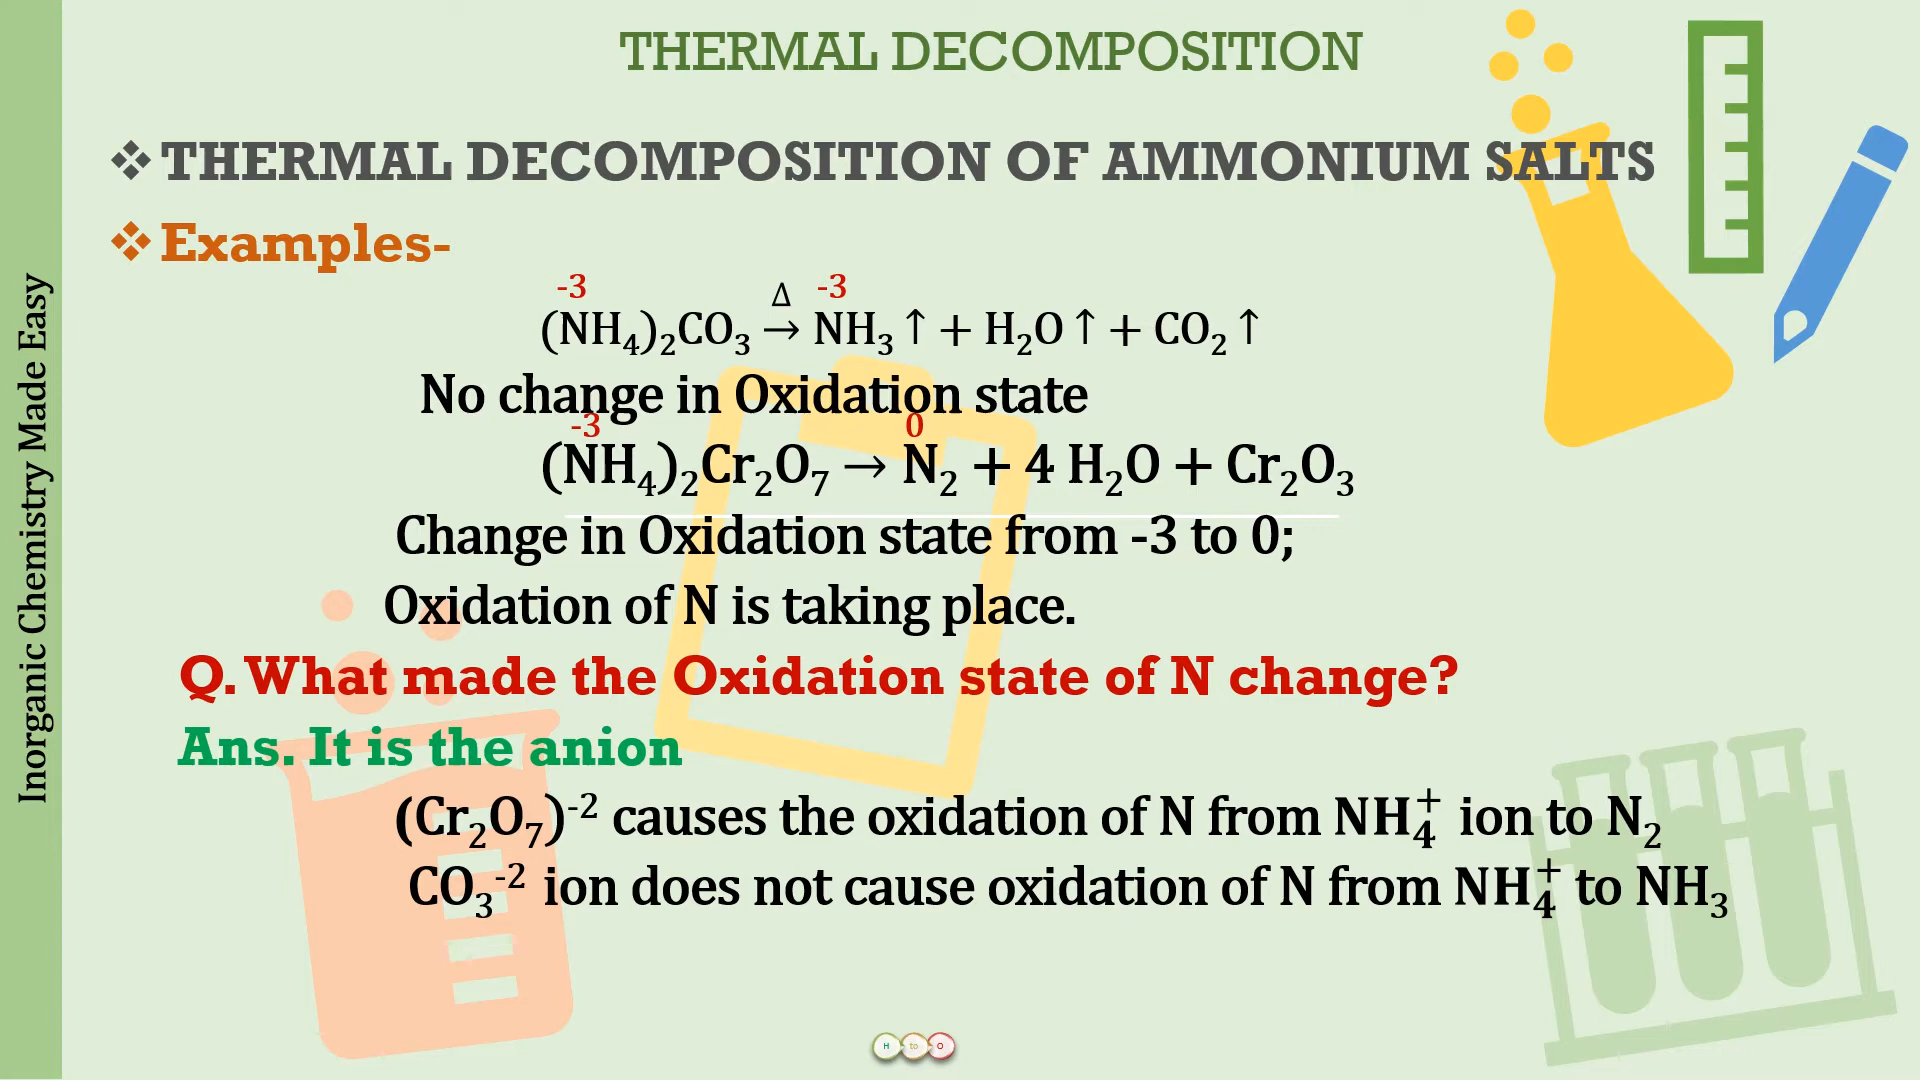 THERMAL DECOMPOSITION
❖THERMAL DECOMPOSITION OF AMMONIUM SALTS
❖Examples-
-3 Δ -3
(NH₄)₂CO₃ → NH₃↑ + H₂O↑ + CO₂↑
No change in Oxidation state
-3 0
(NH₄)₂Cr₂O₇ → N₂ + 4 H₂O + Cr₂O₃
Change in Oxidation state from -3 to 0;
Oxidation of N is taking place.
Q. What made the Oxidation state of N change?
Ans. It is the anion
(Cr₂O₇)⁻² causes the oxidation of N from NH₄⁺ ion to N₂
CO₃⁻² ion does not cause oxidation of N from NH₄⁺ to NH₃
Inorganic Chemistry Made Easy
H to O